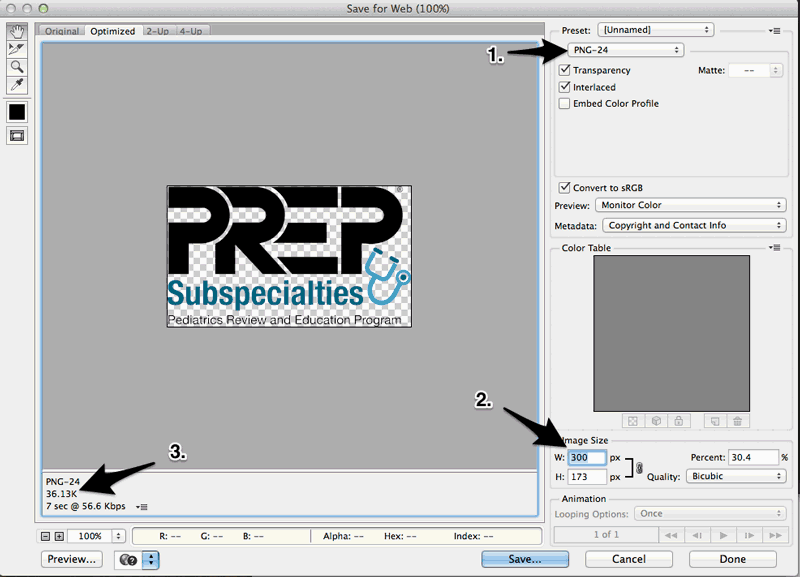 Save for Web (100%)
Original Optimized 2-Up 4-Up
Preset: [Unnamed]
1.
PNG-24
Transparency Matte: --
Interlaced
Embed Color Profile
Convert to sRGB
Preview: Monitor Color
Metadata: Copyright and Contact Info
Color Table
PREP®
Subspecialties
Pediatrics Review and Education Program
2.
Image Size
W: 300 px Percent: 30.4 %
H: 173 px Quality: Bicubic
3.
PNG-24
36.13K
7 sec @ 56.6 Kbps
Animation
Looping Options: Once
1 of 1
100% R: -- G: -- B: -- Alpha: -- Hex: -- Index: --
Preview... Save... Cancel Done